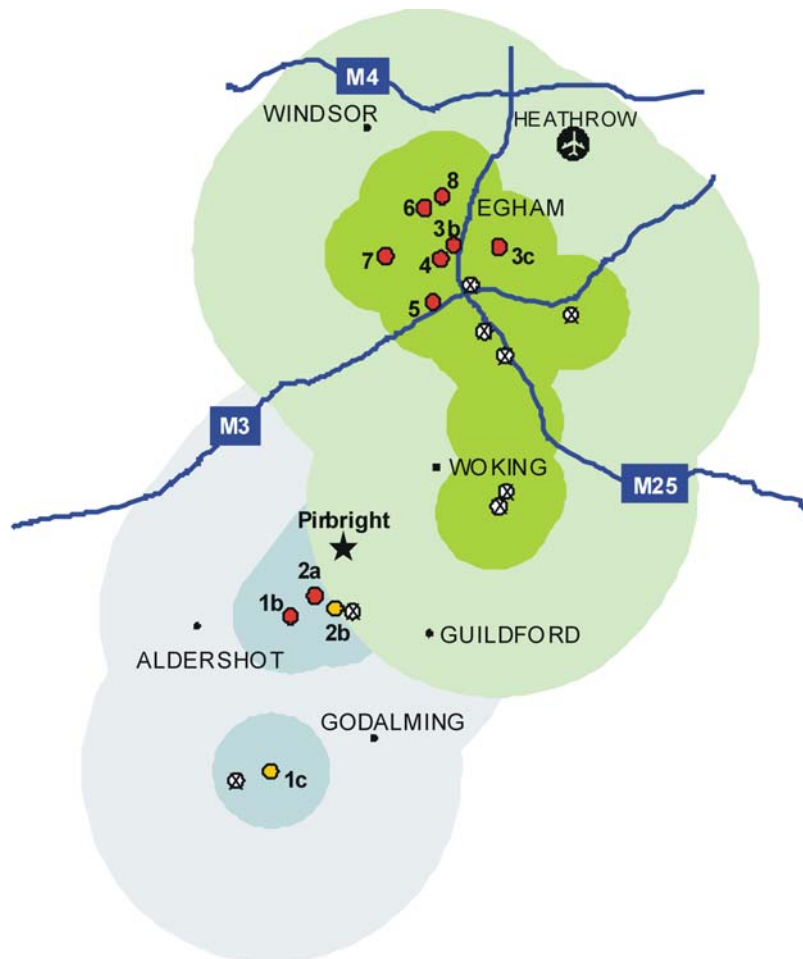 M4
WINDSOR
HEATHROW
8
6
EGHAM
3b
7
4
3c
5
M3
WOKING
M25
Pirbright
2a
1b
2b
GUILDFORD
ALDERSHOT
GODALMING
1c